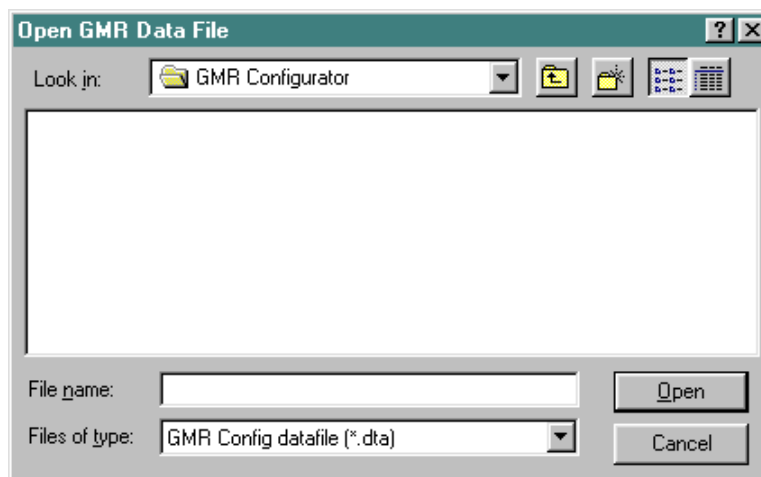 Open GMR Data File
Look in: GMR Configurator
File name: Open
Files of type: GMR Config datafile (*.dta) Cancel